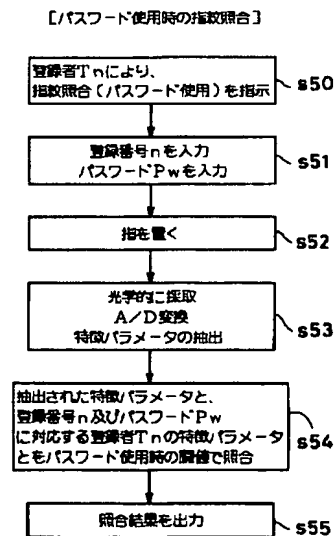 [パスワード使用時の指紋照合]
登録者Tnにより、
指紋照合(パスワード使用)を指示
s50
登録番号nを入力
パスワードPwを入力
s51
指を置く
s52
光学的に採取
A/D変換
特徴パラメータの抽出
s53
抽出された特徴パラメータと、
登録番号n及びパスワードPw
に対応する登録者Tnの特徴パラメータ
とをパスワード使用時の閾値で照合
s54
照合結果を出力
s55